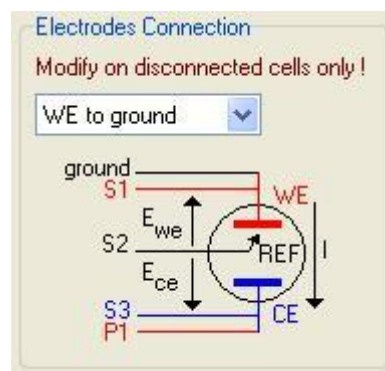 Electrodes Connection
Modify on disconnected cells only !
WE to ground
ground
S1
WE
Ewe
S2
REF
I
Ece
S3
CE
P1